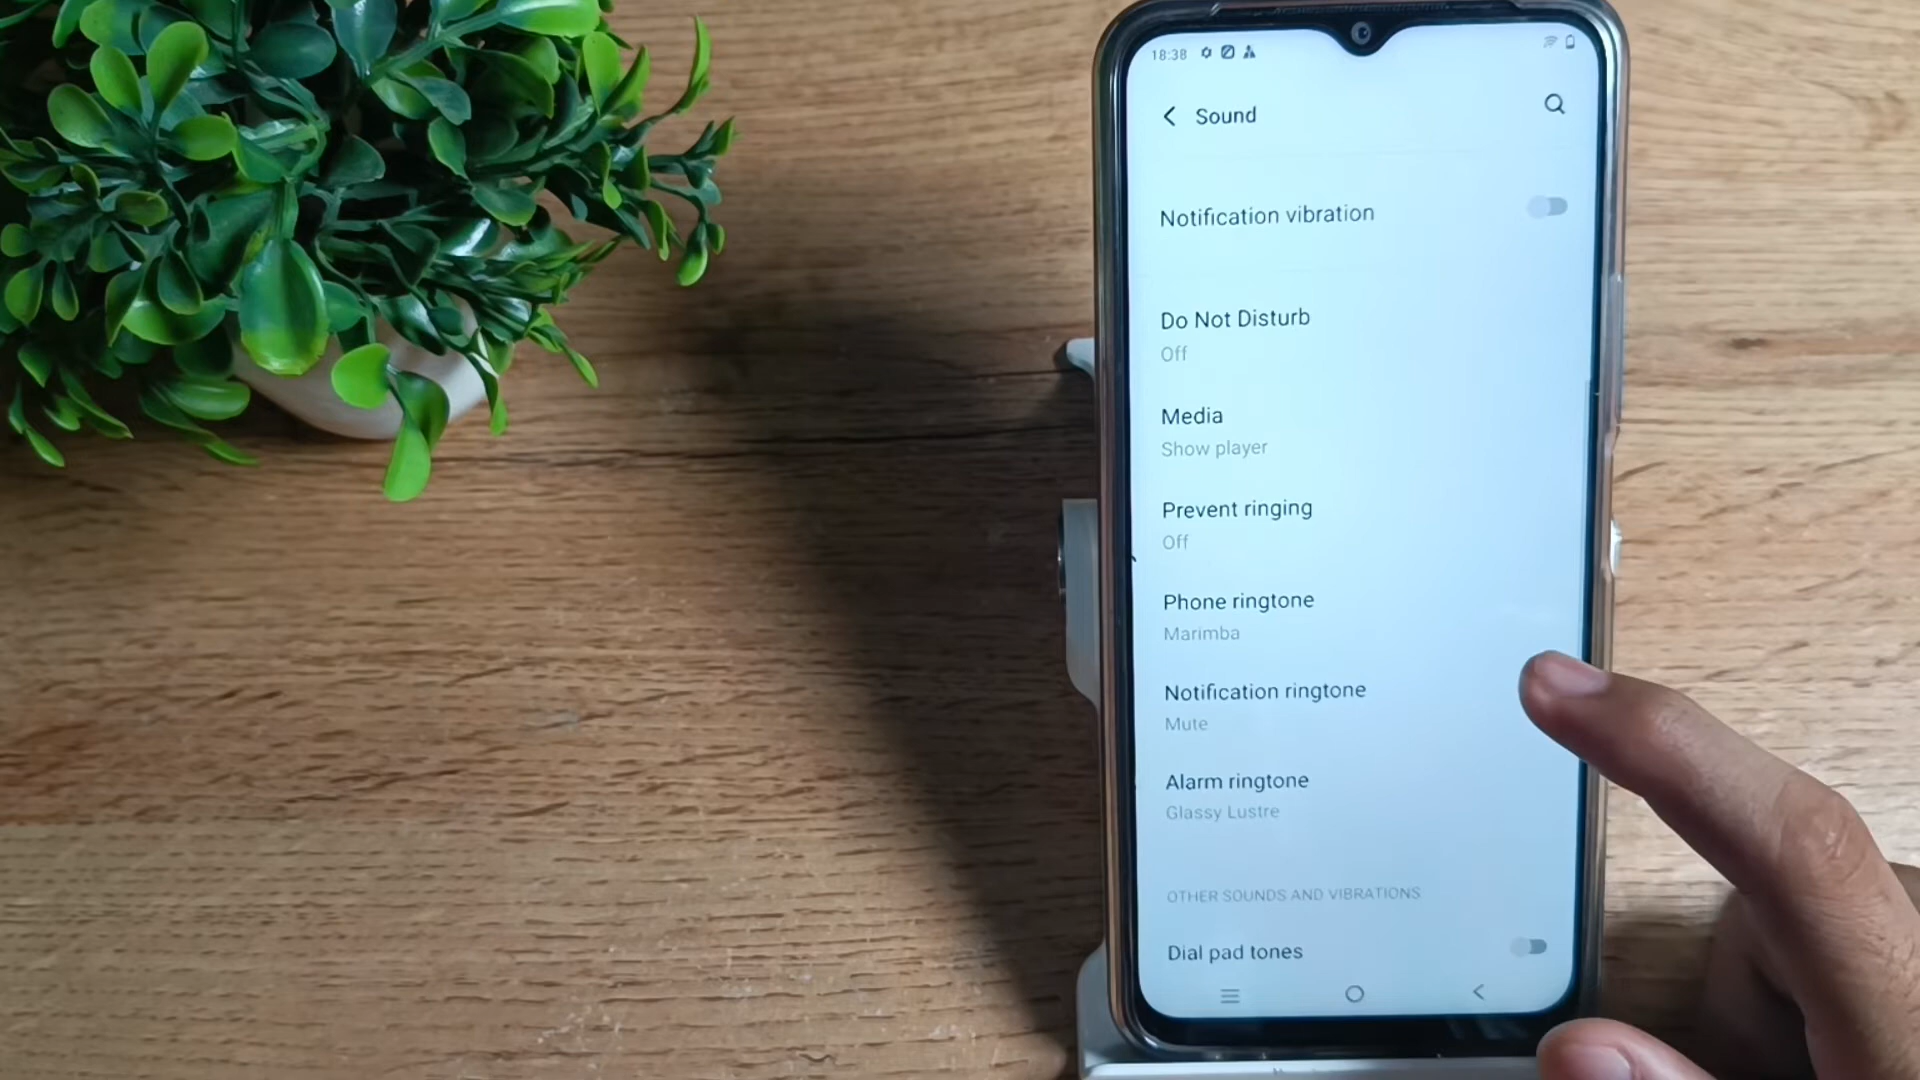 18:38
Sound
Notification vibration
Do Not Disturb
Off
Media
Show player
Prevent ringing
Off
Phone ringtone
Marimba
Notification ringtone
Mute
Alarm ringtone
Glassy Lustre
OTHER SOUNDS AND VIBRATIONS
Dial pad tones